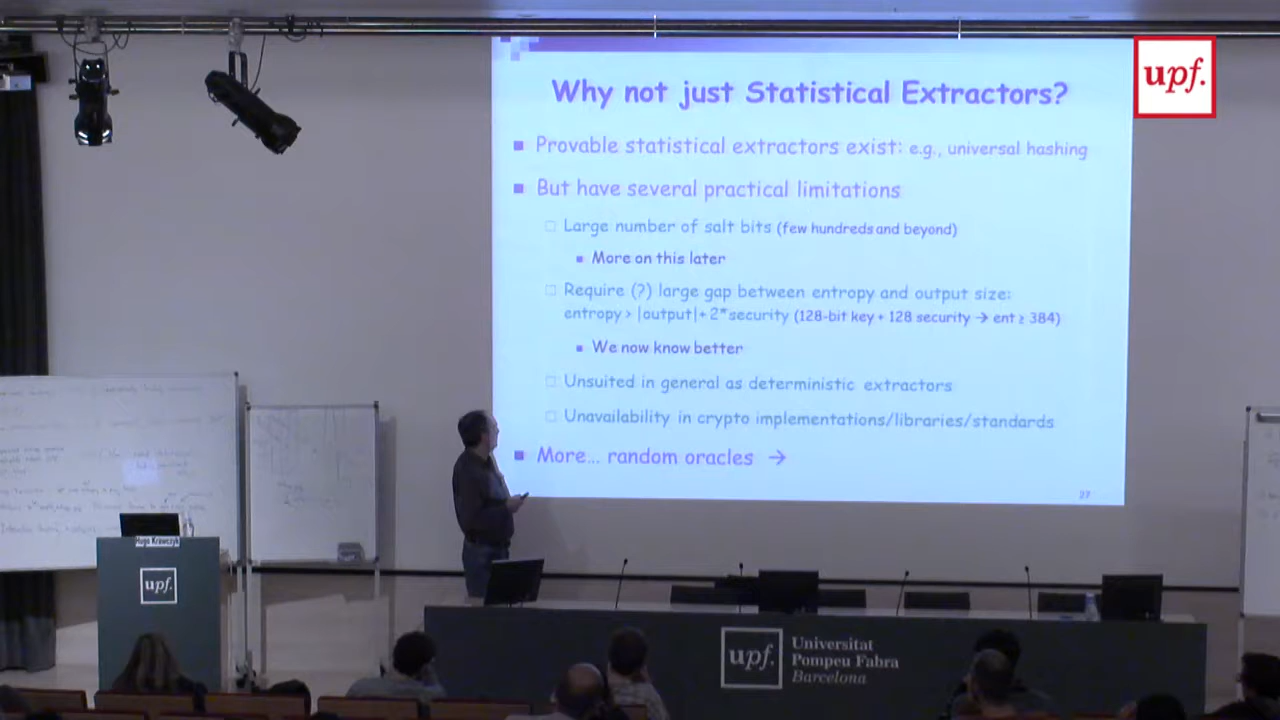 upf.
Why not just Statistical Extractors?
Provable statistical extractors exist: e.g., universal hashing
But have several practical limitations
Large number of salt bits (few hundreds and beyond)
More on this later
Require (?) large gap between entropy and output size:
entropy > |output|+ 2*security (128-bit key + 128 security → ent ≥ 384)
We now know better
Unsuited in general as deterministic extractors
Unavailability in crypto implementations/libraries/standards
More... random oracles →
27
Hugo Krawczyk
upf.
upf.
Universitat
Pompeu Fabra
Barcelona